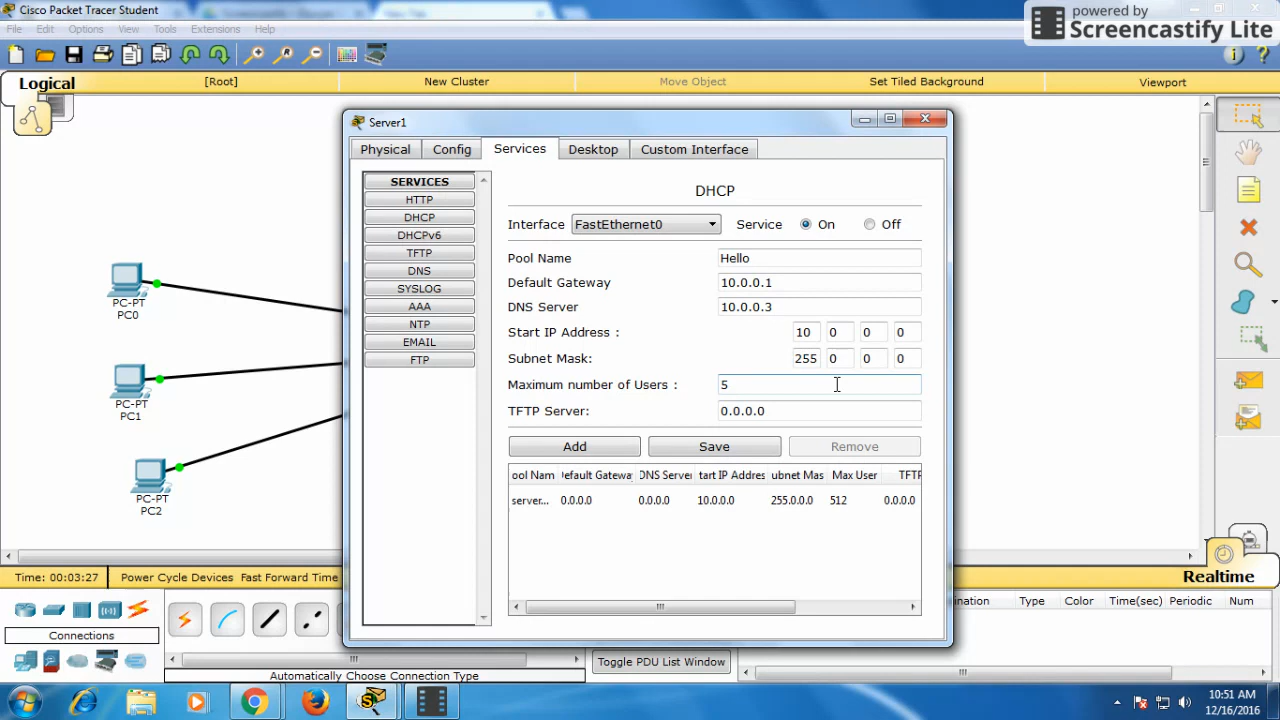 Cisco Packet Tracer Student
powered by
Screencastify Lite
File Edit Options View Tools Extensions Help
Logical
[Root]
New Cluster
Move Object
Set Tiled Background
Viewport
Server1
Physical Config Services Desktop Custom Interface
SERVICES
HTTP
DHCP
DHCPv6
TFTP
DNS
SYSLOG
AAA
NTP
EMAIL
FTP
DHCP
Interface FastEthernet0 Service On Off
Pool Name Hello
Default Gateway 10.0.0.1
DNS Server 10.0.0.3
Start IP Address : 10 0 0 0
Subnet Mask: 255 0 0 0
Maximum number of Users : 5
TFTP Server: 0.0.0.0
Add Save Remove
ool Nam efault Gateway DNS Server tart IP Addres ubnet Mas Max User TFTP
server... 0.0.0.0 0.0.0.0 10.0.0.0 255.0.0.0 512 0.0.0.0
PC-PT
PC0
PC-PT
PC1
PC-PT
PC2
Time: 00:03:27 Power Cycle Devices Fast Forward Time
Realtime
Connections
Automatically Choose Connection Type
Toggle PDU List Window
ination Type Color Time(sec) Periodic Num
10:51 AM
12/16/2016